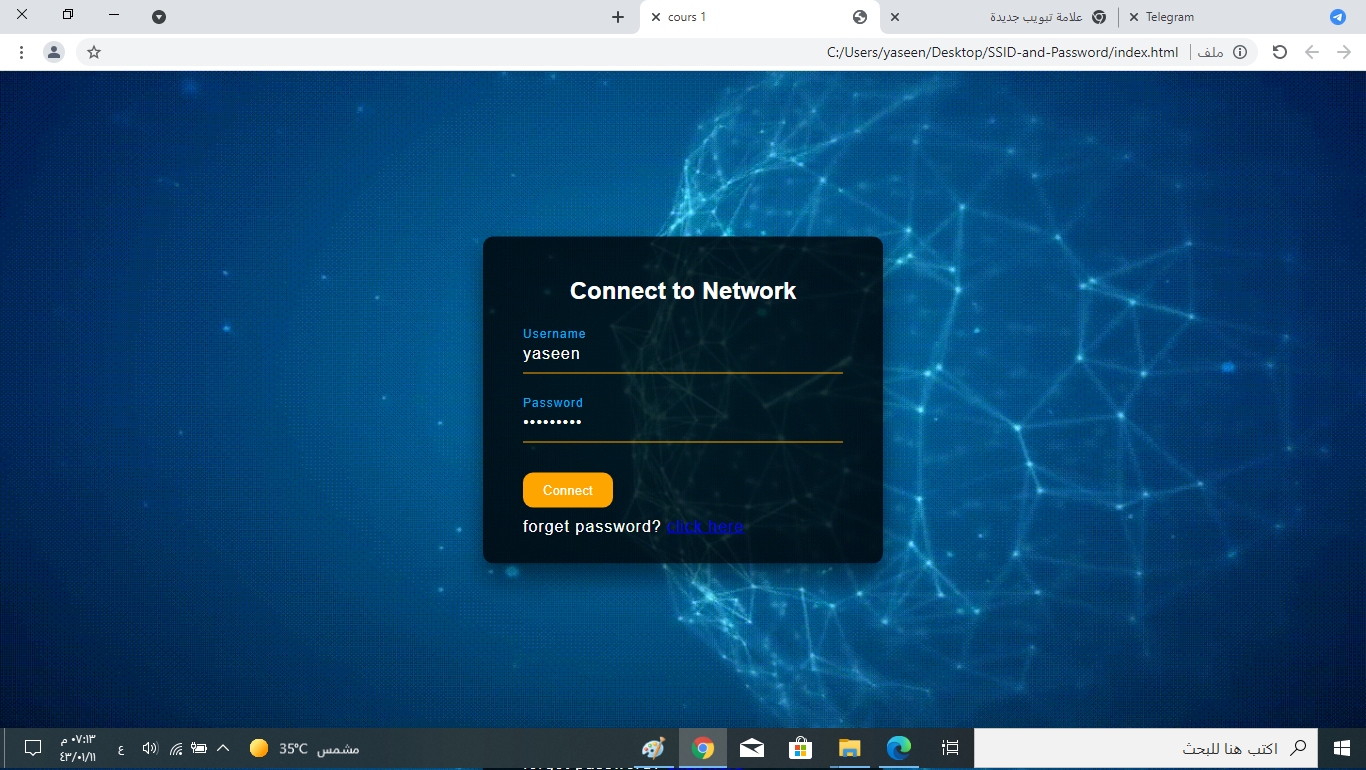 cours 1
علامة تبويب جديدة
Telegram
C:/Users/yaseen/Desktop/SSID-and-Password/index.html
ملف
Connect to Network
Username
yaseen
Password
•••••••••
Connect
forget password? click here
٠٧:١٣ م
٤٣/٠١/١١
ع
35°C مشمس
اكتب هنا للبحث